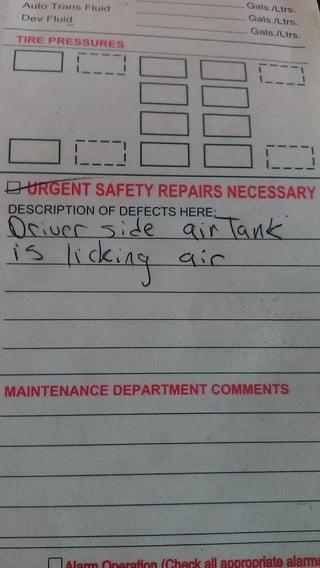 Auto Trans Fluid Gals./Ltrs.
Dev Fluid Gals./Ltrs.
Gals./Ltrs.
TIRE PRESSURES
URGENT SAFETY REPAIRS NECESSARY
DESCRIPTION OF DEFECTS HERE:
Driver side air Tank
is licking air
MAINTENANCE DEPARTMENT COMMENTS
Alarm Operation (Check all appropriate alarms